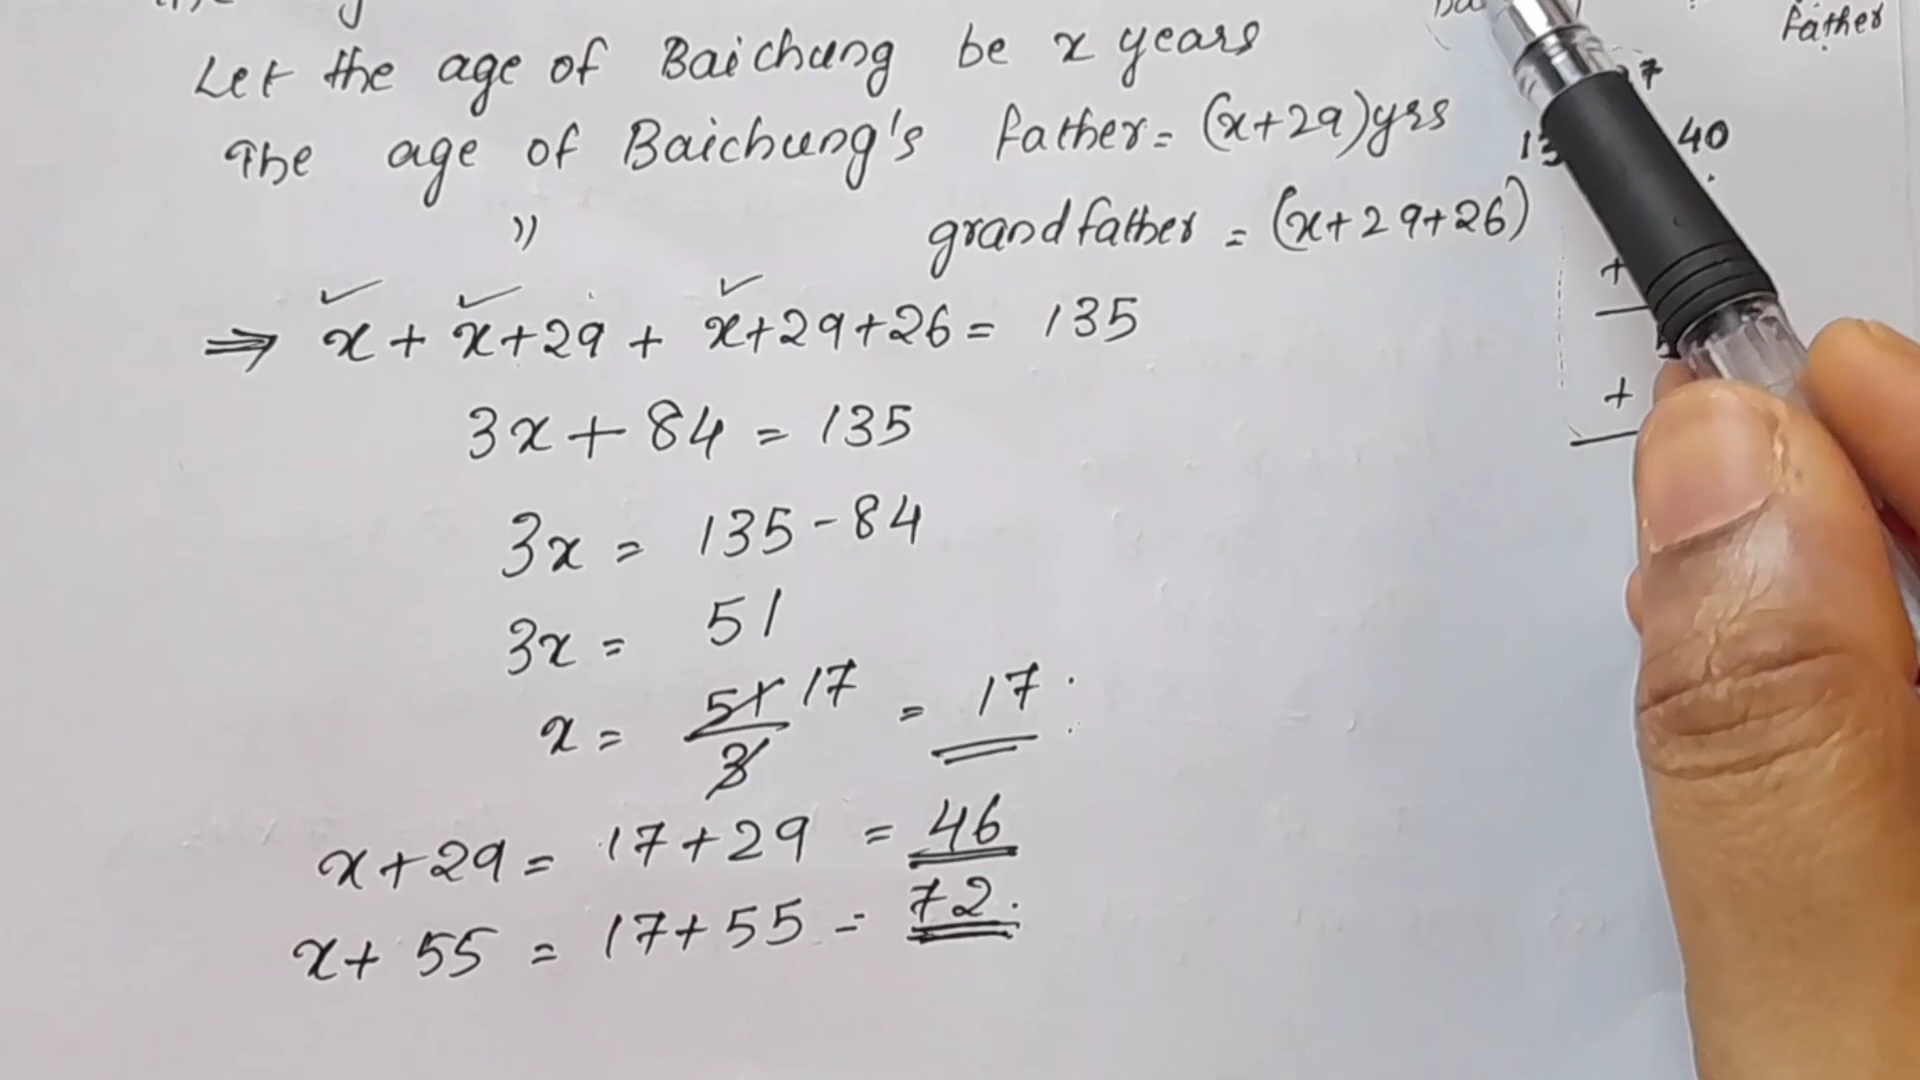 Let the age of Baichung be x years
The age of Baichung's father = (x+29)yrs
" grandfather = (x+29+26)
⇒ x + x+29 + x+29+26 = 135
3x + 84 = 135
3x = 135 - 84
3x = 51
x = 51/3 17 = 17
x+29 = 17+29 = 46
x+55 = 17+55 = 72.
father
7
40
+
+